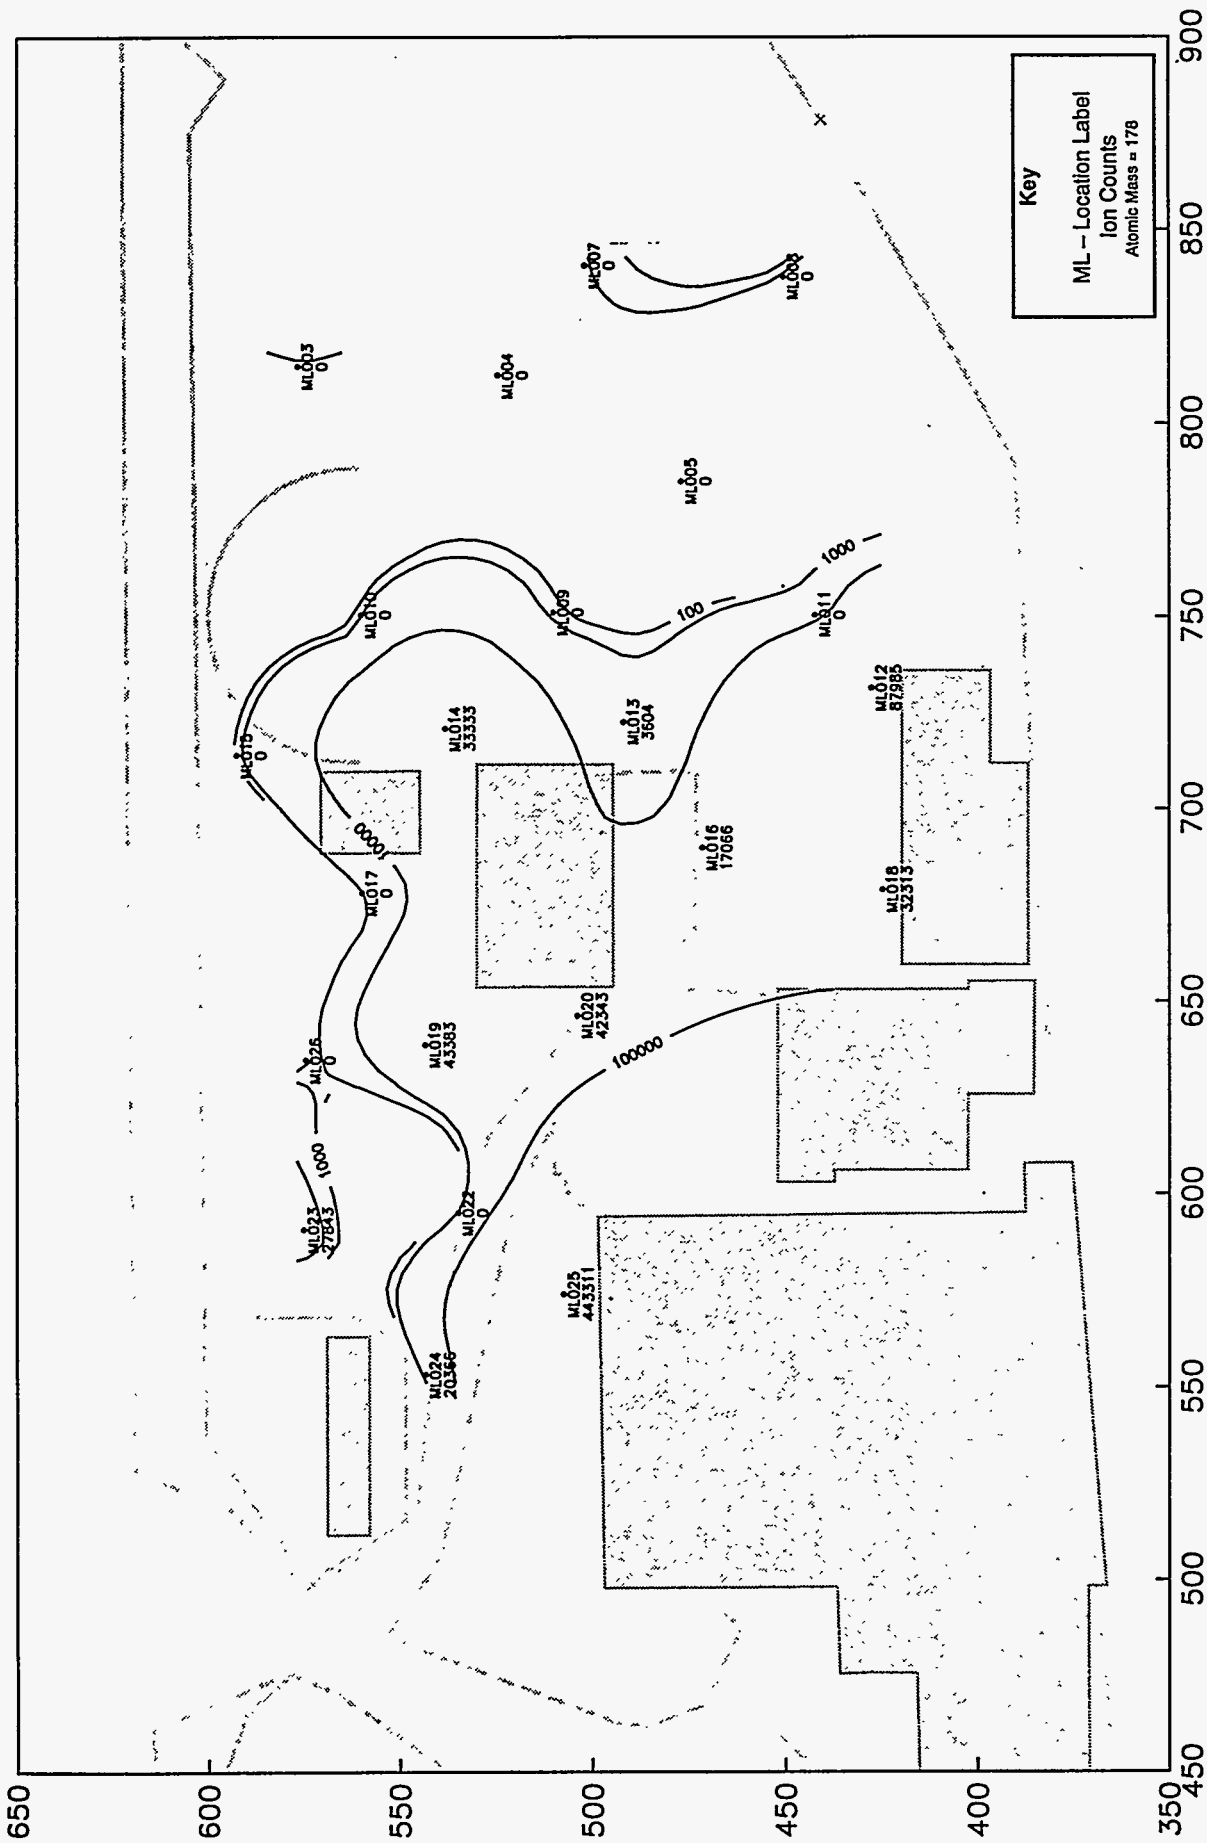 Key
ML – Location Label
Ion Counts
Atomic Mass = 178
650
600
550
500
450
400
350
450
500
550
600
650
700
750
800
850
900
ML003
0
ML004
0
ML005
0
ML007
0
ML008
0
ML009
0
ML010
0
ML011
0
ML012
87985
ML013
3604
ML014
33333
ML015
0
ML016
17066
ML017
0
ML018
32313
ML019
43383
ML020
42343
ML022
0
ML023
27843
ML024
20366
ML025
443311
ML026
0
1000
100
10000
100000
1000